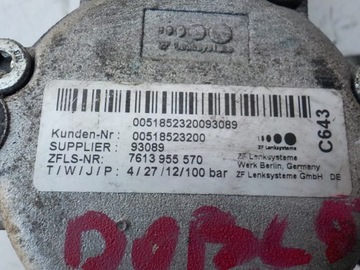 ZF Lenksysteme
0051852320093089
Kunden-Nr : 00518523200
SUPPLIER : 93089
ZFLS-NR: 7613 955 570
T / W / J / P : 4 / 27 / 12 / 100 bar
ZF Lenksysteme
Werk Berlin, Germany
ZF Lenksysteme GmbH DE
C643
DOBLO